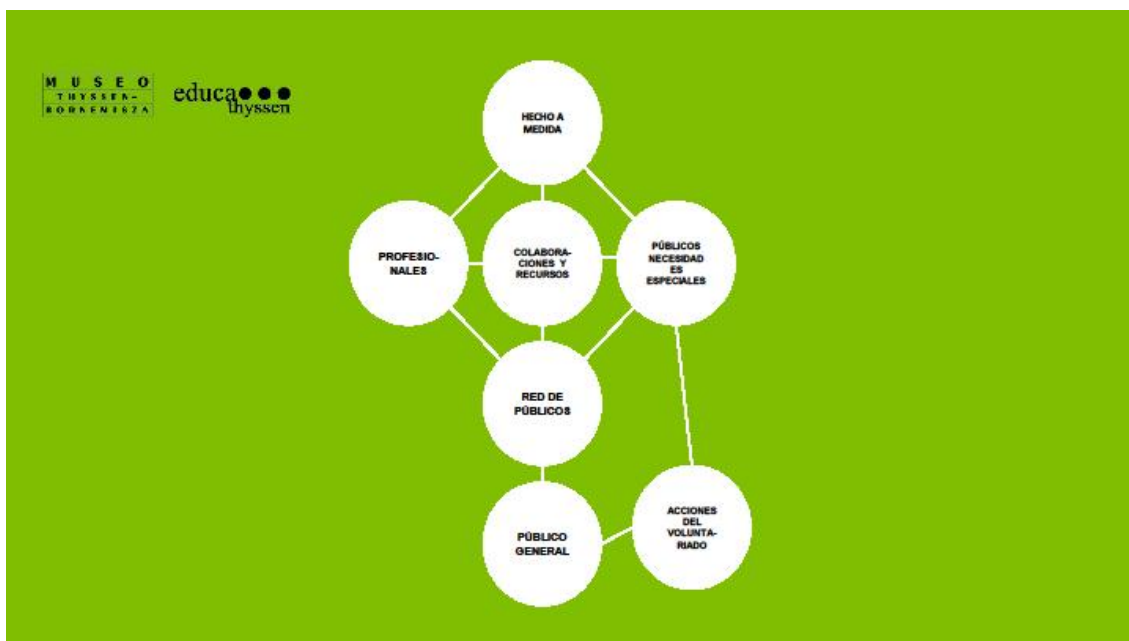 MUSEO
THYSSEN-
BORNEMISZA
educa
thyssen
HECHO A
MEDIDA
PROFESIO-
NALES
COLABORA-
CIONES Y
RECURSOS
PÚBLICOS
NECESIDAD
ES
ESPECIALES
RED DE
PÚBLICOS
PÚBLICO
GENERAL
ACCIONES
DEL
VOLUNTA-
RIADO